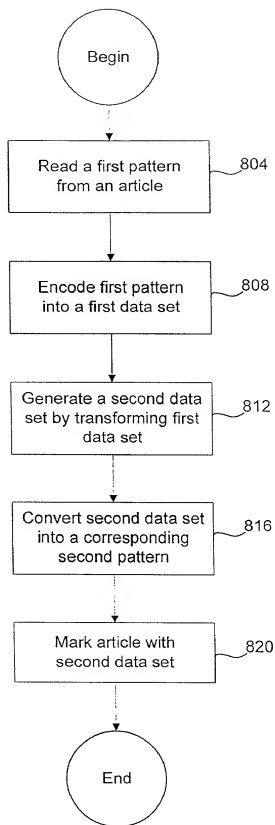 Begin
Read a first pattern
from an article
804
Encode first pattern
into a first data set
808
Generate a second data
set by transforming first
data set
812
Convert second data set
into a corresponding
second pattern
816
Mark article with
second data set
820
End